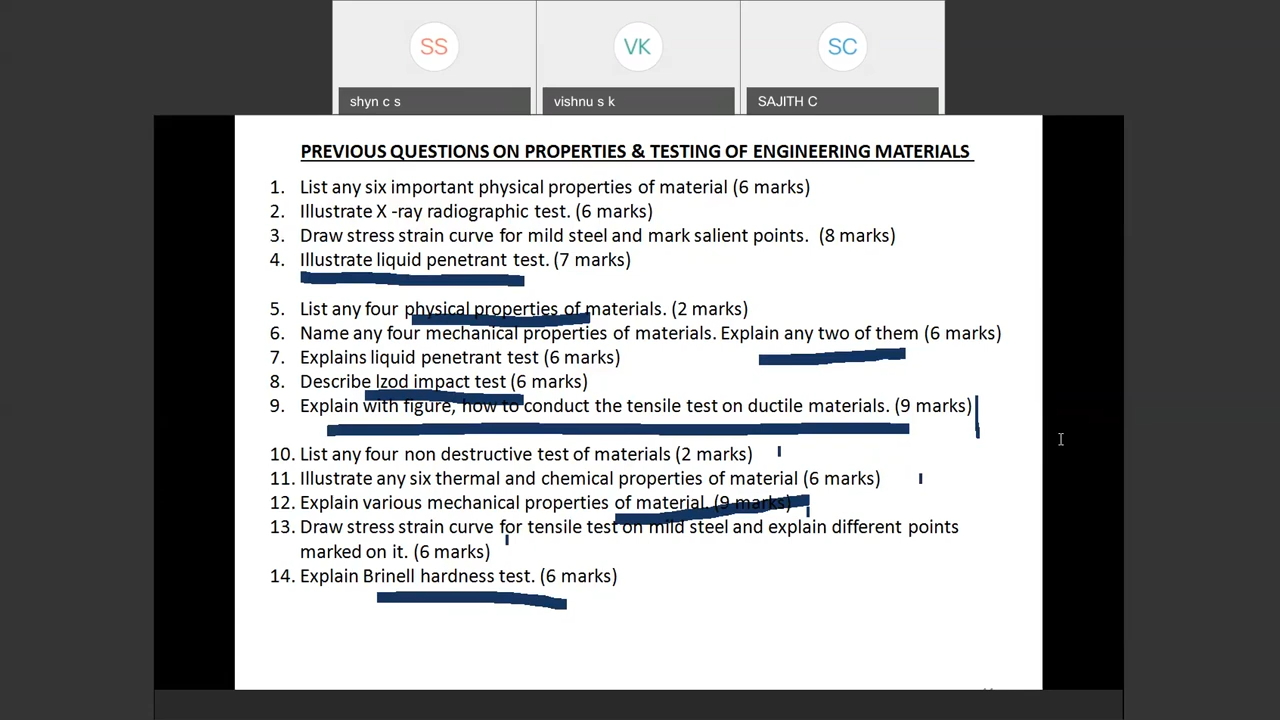 SS
VK
SC
shyn c s
vishnu s k
SAJITH C
PREVIOUS QUESTIONS ON PROPERTIES & TESTING OF ENGINEERING MATERIALS
1. List any six important physical properties of material (6 marks)
2. Illustrate X -ray radiographic test. (6 marks)
3. Draw stress strain curve for mild steel and mark salient points. (8 marks)
4. Illustrate liquid penetrant test. (7 marks)
5. List any four physical properties of materials. (2 marks)
6. Name any four mechanical properties of materials. Explain any two of them (6 marks)
7. Explains liquid penetrant test (6 marks)
8. Describe Izod impact test (6 marks)
9. Explain with figure, how to conduct the tensile test on ductile materials. (9 marks)
10. List any four non destructive test of materials (2 marks)
11. Illustrate any six thermal and chemical properties of material (6 marks)
12. Explain various mechanical properties of material. (9 marks)
13. Draw stress strain curve for tensile test on mild steel and explain different points
marked on it. (6 marks)
14. Explain Brinell hardness test. (6 marks)